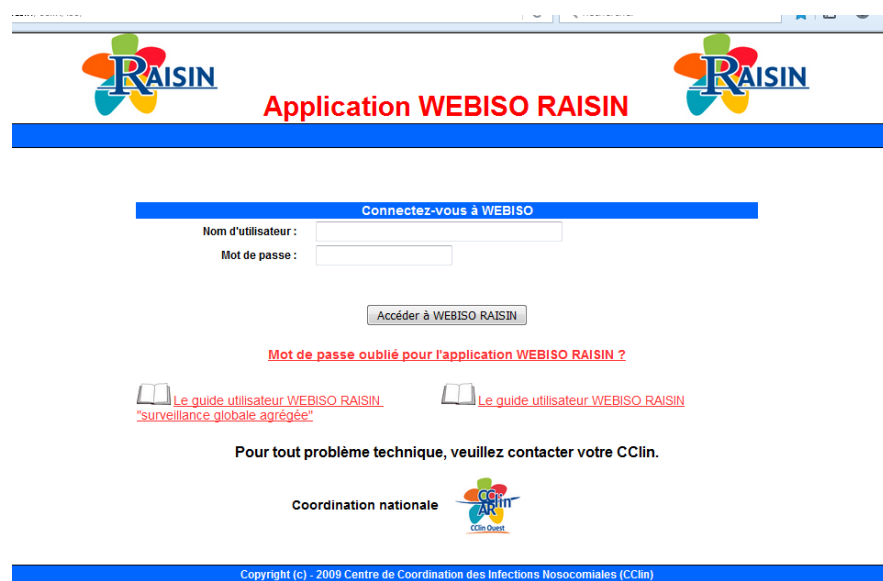 RAISIN
RAISIN
Application WEBISO RAISIN
Connectez-vous à WEBISO
Nom d'utilisateur :
Mot de passe :
Accéder à WEBISO RAISIN
Mot de passe oublié pour l'application WEBISO RAISIN ?
Le guide utilisateur WEBISO RAISIN
"surveillance globale agrégée"
Le guide utilisateur WEBISO RAISIN
Pour tout problème technique, veuillez contacter votre CClin.
Coordination nationale
CClin
AR
CClin Ouest
Copyright (c) - 2009 Centre de Coordination des Infections Nosocomiales (CClin)